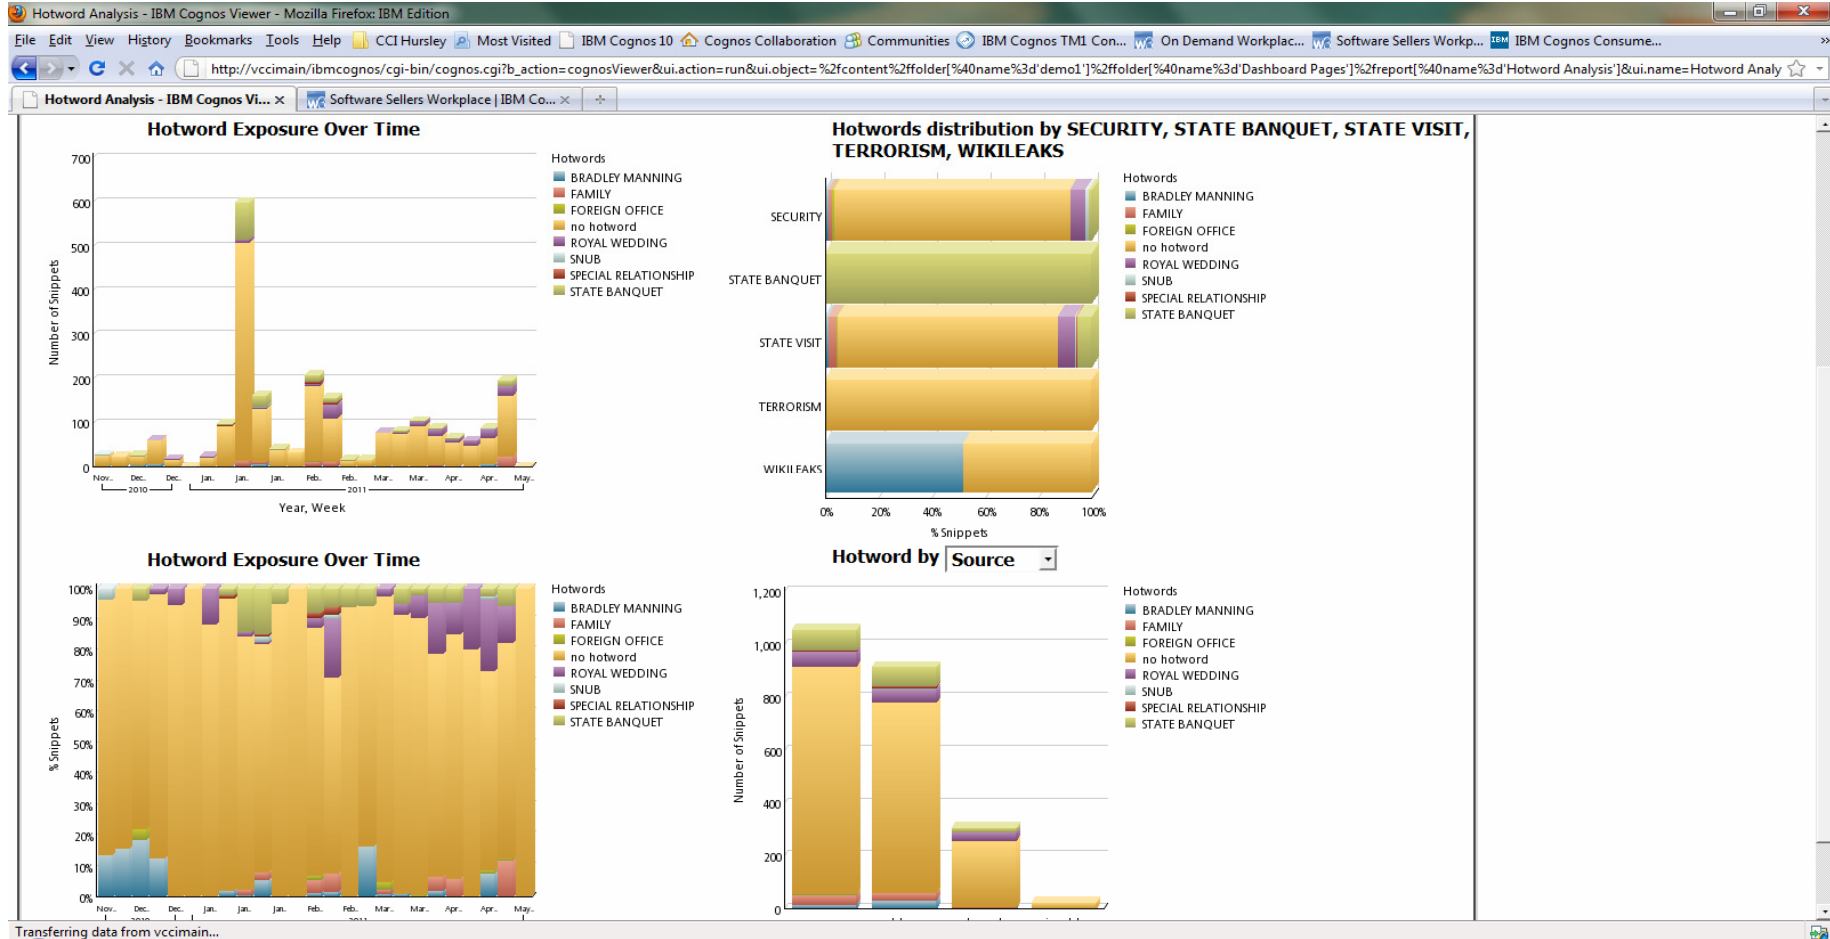 Hotword Analysis - IBM Cognos Viewer - Mozilla Firefox: IBM Edition
File Edit View History Bookmarks Tools Help CCI Hursley Most Visited IBM Cognos 10 Cognos Collaboration Communities IBM Cognos TM1 Con... On Demand Workplac... Software Sellers Workp... IBM IBM Cognos Consume... »
http://vccimain/ibmcognos/cgi-bin/cognos.cgi?b_action=cognosViewer&ui.action=run&ui.object=%2fcontent%2ffolder[%40name%3d'demo1']%2ffolder[%40name%3d'Dashboard Pages']%2freport[%40name%3d'Hotword Analysis']&ui.name=Hotword Analy
Hotword Analysis - IBM Cognos Vi... Software Sellers Workplace | IBM Co...
Hotword Exposure Over Time
700
600
500
400
300
200
100
0
Number of Snippets
Nov.. Dec.. Dec.. Jan.. Jan.. Jan.. Feb.. Feb.. Mar.. Mar.. Apr.. Apr.. May..
2010 2011
Year, Week
Hotwords
BRADLEY MANNING
FAMILY
FOREIGN OFFICE
no hotword
ROYAL WEDDING
SNUB
SPECIAL RELATIONSHIP
STATE BANQUET
Hotwords distribution by SECURITY, STATE BANQUET, STATE VISIT,
TERRORISM, WIKILEAKS
SECURITY
STATE BANQUET
STATE VISIT
TERRORISM
WIKILEAKS
0% 20% 40% 60% 80% 100%
% Snippets
Hotwords
BRADLEY MANNING
FAMILY
FOREIGN OFFICE
no hotword
ROYAL WEDDING
SNUB
SPECIAL RELATIONSHIP
STATE BANQUET
Hotword Exposure Over Time
100%
90%
80%
70%
60%
50%
40%
30%
20%
10%
0%
% Snippets
Nov.. Dec.. Dec.. Jan.. Jan.. Jan.. Feb.. Feb.. Mar.. Mar.. Apr.. Apr.. May..
2010 2011
Hotwords
BRADLEY MANNING
FAMILY
FOREIGN OFFICE
no hotword
ROYAL WEDDING
SNUB
SPECIAL RELATIONSHIP
STATE BANQUET
Hotword by Source
1,200
1,000
800
600
400
200
0
Number of Snippets
Hotwords
BRADLEY MANNING
FAMILY
FOREIGN OFFICE
no hotword
ROYAL WEDDING
SNUB
SPECIAL RELATIONSHIP
STATE BANQUET
Transferring data from vccimain...